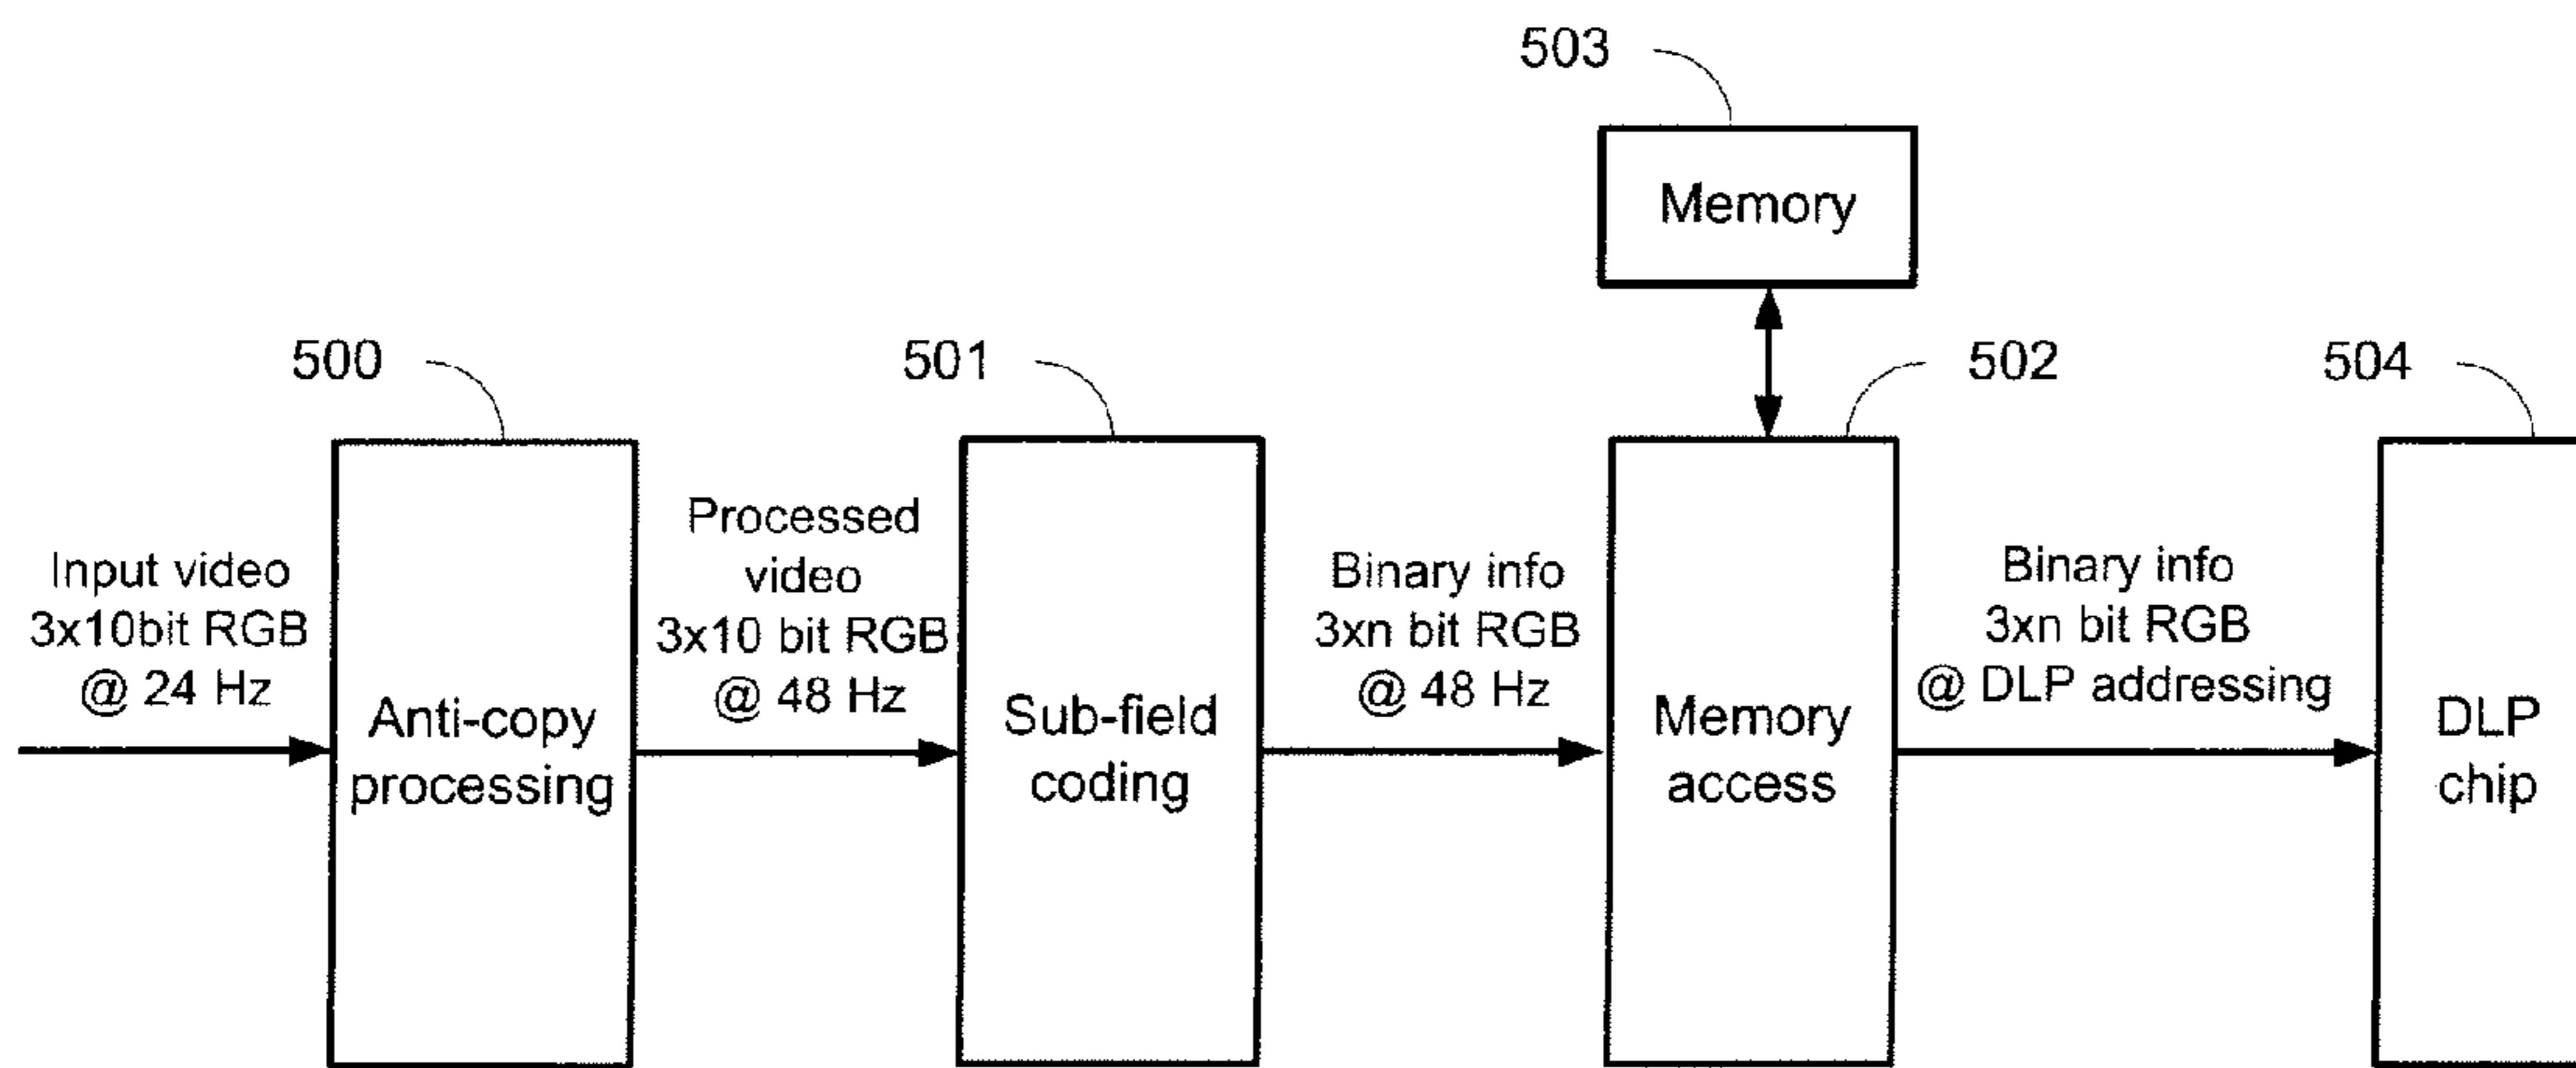 503
Memory
500
501
502
504
Input video
3x10bit RGB
@ 24 Hz
Anti-copy
processing
Processed
video
3x10 bit RGB
@ 48 Hz
Sub-field
coding
Binary info
3xn bit RGB
@ 48 Hz
Memory
access
Binary info
3xn bit RGB
@ DLP addressing
DLP
chip